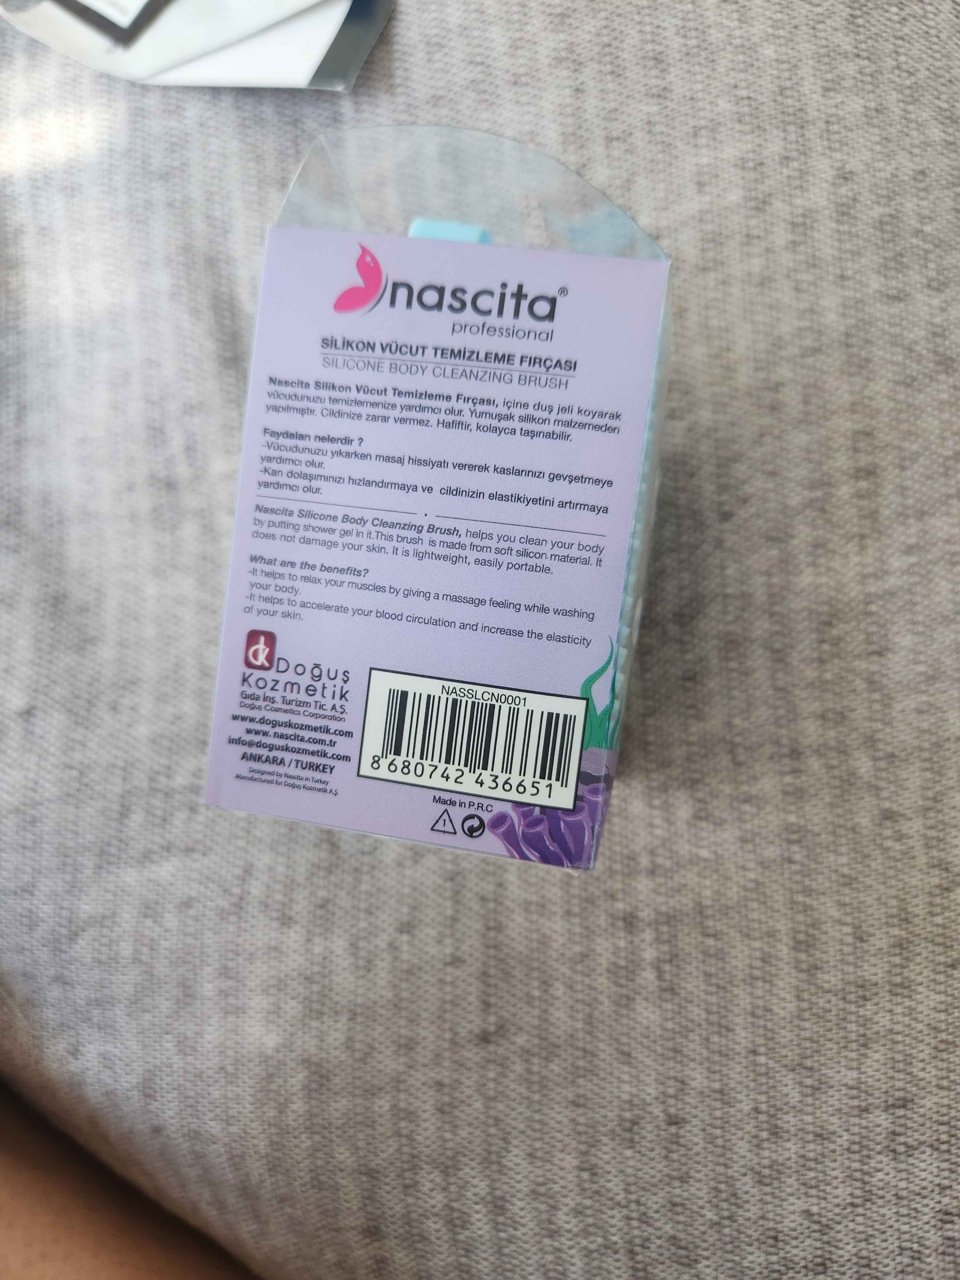 nascita®
professional
SİLİKON VÜCUT TEMİZLEME FIRÇASI
SILICONE BODY CLEANZING BRUSH
Nascita Silikon Vücut Temizleme Fırçası, içine duş jeli koyarak
vücudunuzu temizlemenize yardımcı olur. Yumuşak silikon malzemeden
yapılmıştır. Cildinize zarar vermez. Hafiftir, kolayca taşınabilir.
Faydaları nelerdir ?
-Vücudunuzu yıkarken masaj hissiyatı vererek kaslarınızı gevşetmeye
yardımcı olur.
-Kan dolaşımınızı hızlandırmaya ve cildinizin elastikiyetini artırmaya
yardımcı olur.
Nascita Silicone Body Cleanzing Brush, helps you clean your body
by putting shower gel in it.This brush is made from soft silicon material. It
does not damage your skin. It is lightweight, easily portable.
What are the benefits?
-It helps to relax your muscles by giving a massage feeling while washing
your body.
-It helps to accelerate your blood circulation and increase the elasticity
of your skin.
dk Doğuş
Kozmetik
Gıda İnş. Turizm Tic. A.Ş.
Doğuş Cosmetics Corporation
www.doguskozmetik.com
www. nascita.com.tr
info@doguskozmetik.com
ANKARA / TURKEY
Designed by Nascita in Turkey
Manufactured for Doğuş Kozmetik A.Ş.
NASSLCN0001
8 680742 436651
Made in P.R.C
1